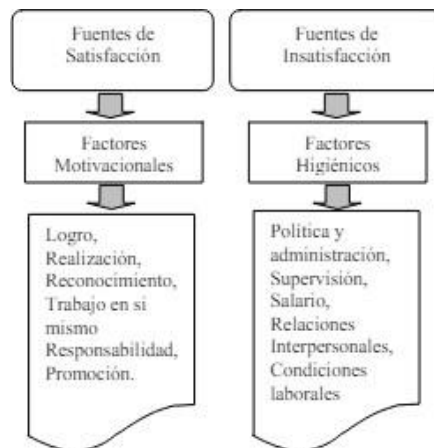 Fuentes de
Satisfacción
Fuentes de
Insatisfacción
Factores
Motivacionales
Factores
Higiénicos
Logro,
Realización,
Reconocimiento,
Trabajo en si
mismo
Responsabilidad,
Promoción.
Política y
administración,
Supervisión,
Salario,
Relaciones
Interpersonales,
Condiciones
laborales